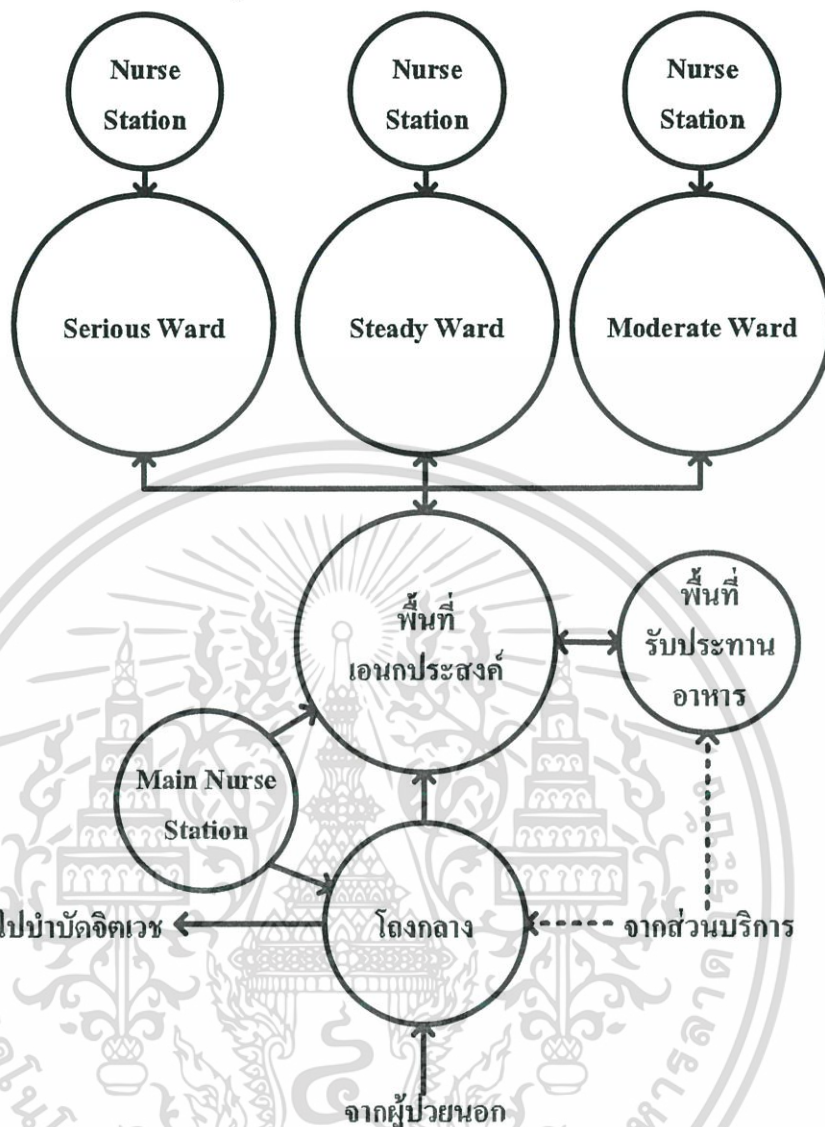 Nurse
Station
Nurse
Station
Nurse
Station
Serious Ward
Steady Ward
Moderate Ward
พื้นที่
เอนกประสงค์
พื้นที่
รับประทาน
อาหาร
Main Nurse
Station
ไปบำบัดจิตเวช
โถงกลาง
จากส่วนบริการ
จากผู้ป่วยนอก